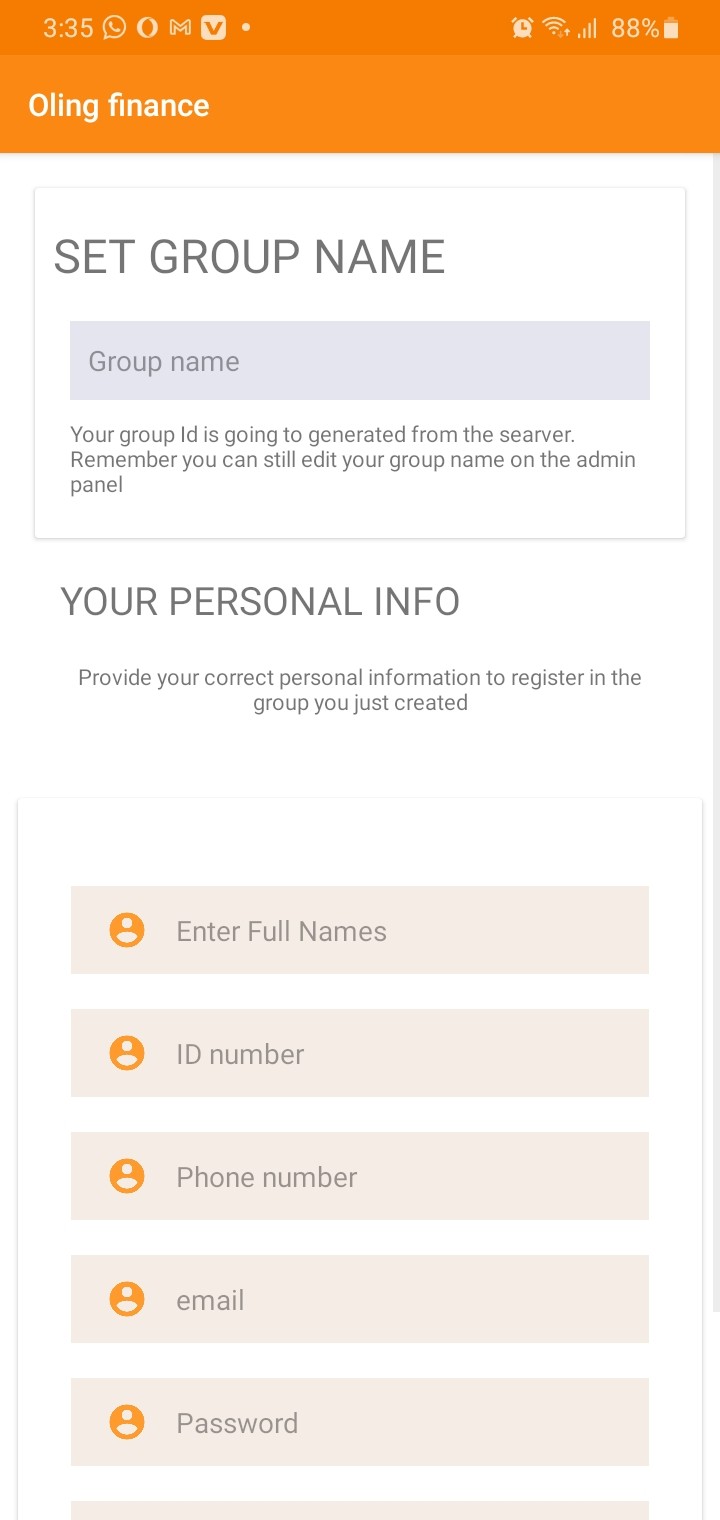 3:35 88%
Oling finance
SET GROUP NAME
Group name
Your group Id is going to generated from the searver.
Remember you can still edit your group name on the admin
panel
YOUR PERSONAL INFO
Provide your correct personal information to register in the
group you just created
Enter Full Names
ID number
Phone number
email
Password